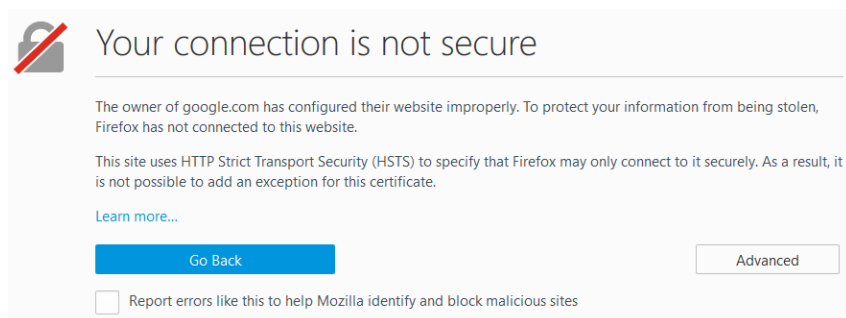 Your connection is not secure
The owner of google.com has configured their website improperly. To protect your information from being stolen,
Firefox has not connected to this website.
This site uses HTTP Strict Transport Security (HSTS) to specify that Firefox may only connect to it securely. As a result, it
is not possible to add an exception for this certificate.
Learn more...
Go Back
Advanced
Report errors like this to help Mozilla identify and block malicious sites